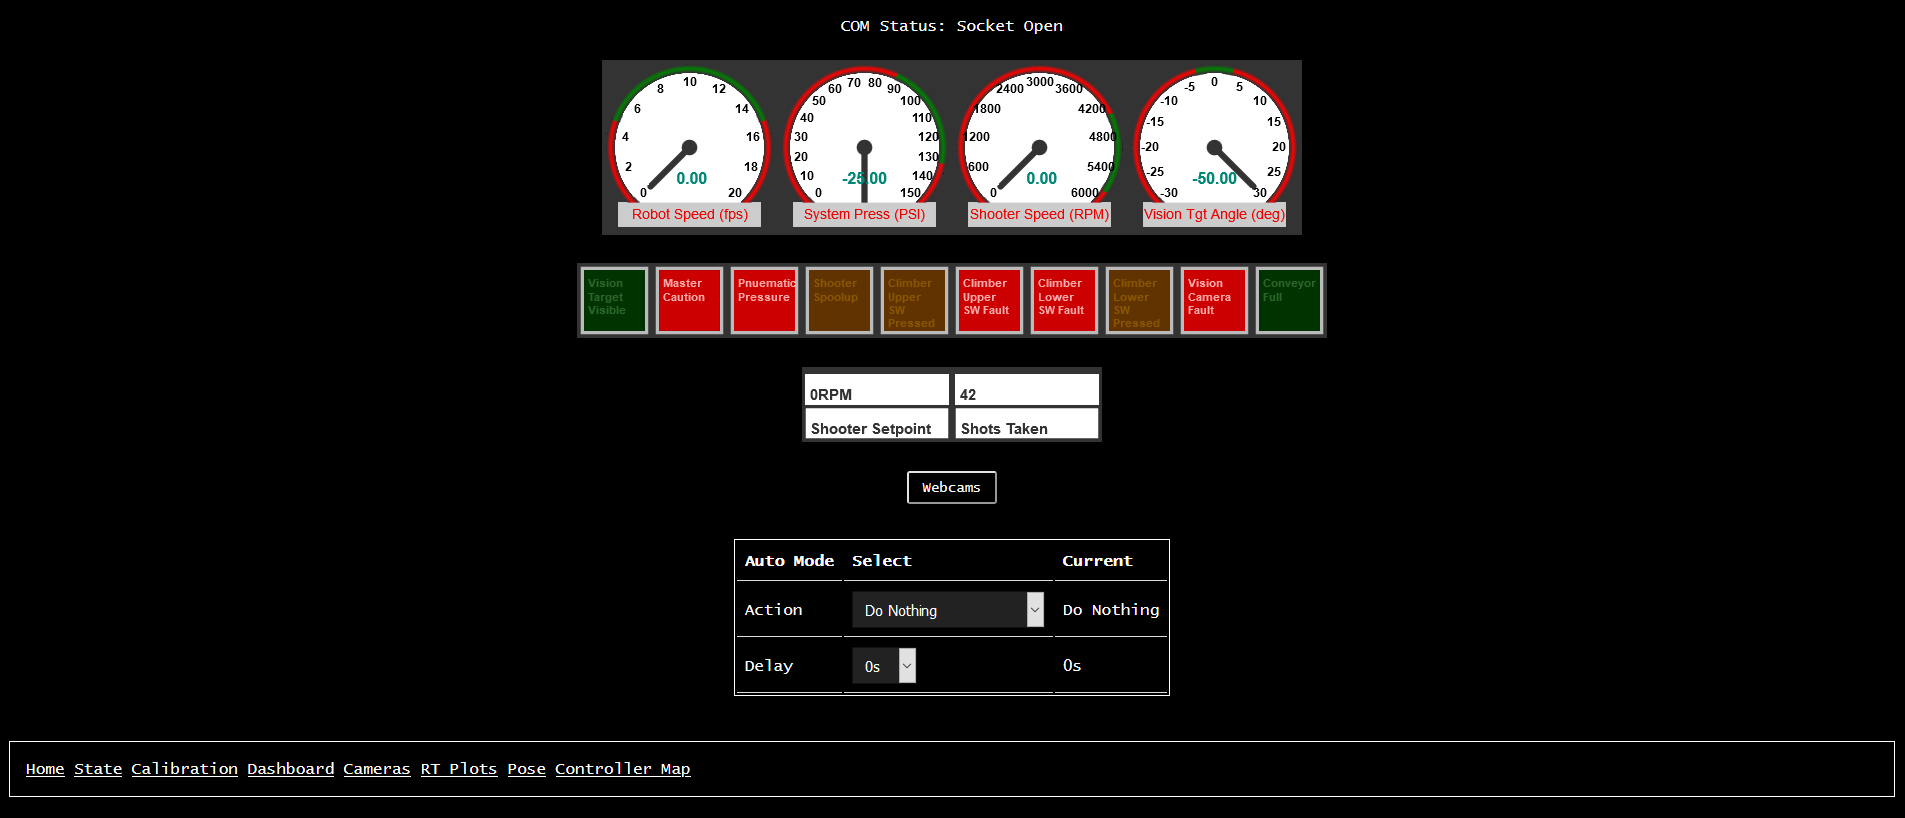 COM Status: Socket Open
0 2 4 6 8 10 12 14 16 18 20
0.00
Robot Speed (fps)
0 10 20 30 40 50 60 70 80 90 100 110 120 130 140 150
-25.00
System Press (PSI)
0 600 1200 1800 2400 3000 3600 4200 4800 5400 6000
0.00
Shooter Speed (RPM)
-30 -25 -20 -15 -10 -5 0 5 10 15 20 25 30
-50.00
Vision Tgt Angle (deg)
Vision
Target
Visible
Master
Caution
Pnuematic
Pressure
Shooter
Spoolup
Climber
Upper
SW
Pressed
Climber
Upper
SW Fault
Climber
Lower
SW Fault
Climber
Lower
SW
Pressed
Vision
Camera
Fault
Conveyor
Full
0RPM
Shooter Setpoint
42
Shots Taken
Webcams
Auto Mode Select Current
Action Do Nothing Do Nothing
Delay 0s 0s
Home State Calibration Dashboard Cameras RT Plots Pose Controller Map